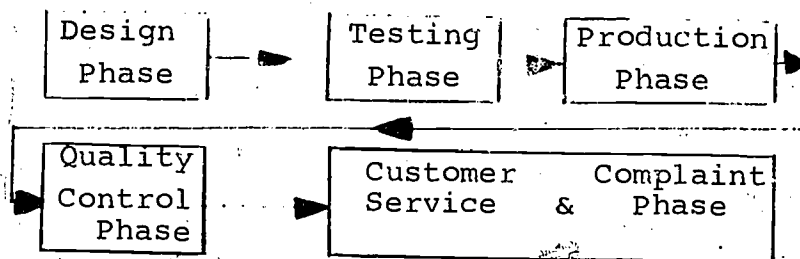 Design
Phase
Testing
Phase
Production
Phase
Quality
Control
Phase
Customer Complaint
Service & Phase